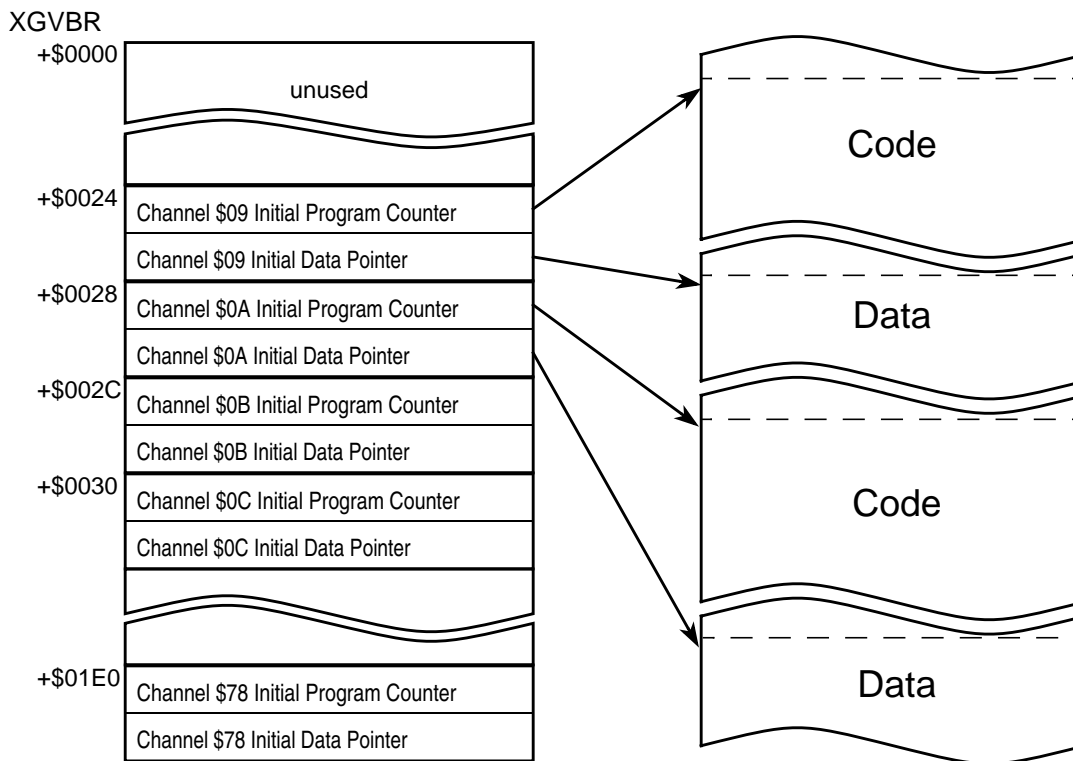 XGVBR
+$0000
unused
+$0024
Channel $09 Initial Program Counter
Channel $09 Initial Data Pointer
+$0028
Channel $0A Initial Program Counter
Channel $0A Initial Data Pointer
+$002C
Channel $0B Initial Program Counter
Channel $0B Initial Data Pointer
+$0030
Channel $0C Initial Program Counter
Channel $0C Initial Data Pointer
+$01E0
Channel $78 Initial Program Counter
Channel $78 Initial Data Pointer
Code
Data
Code
Data